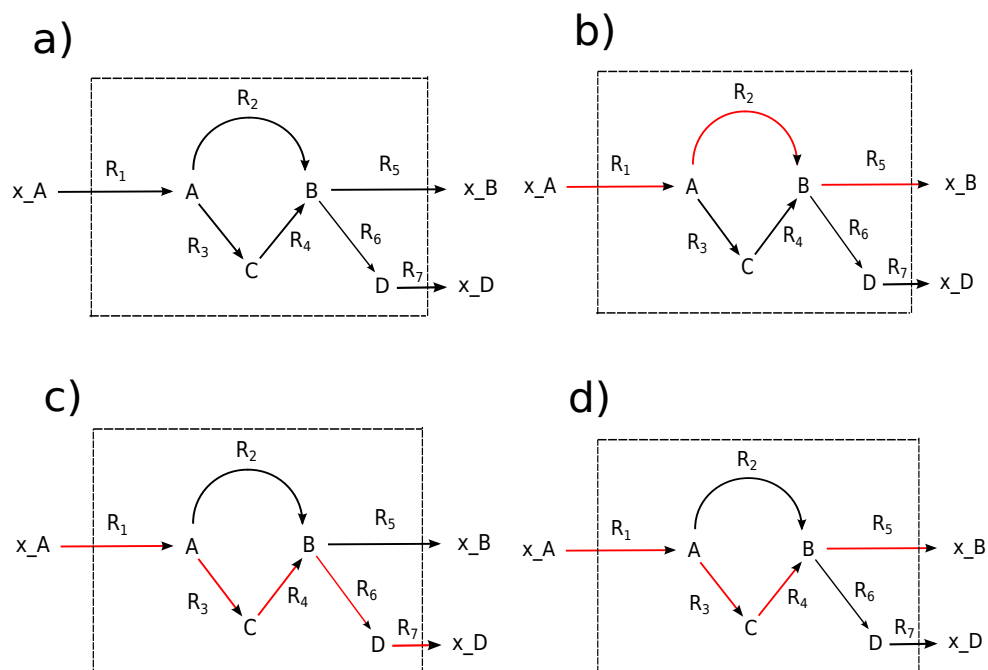 a)
R₂
R₁
R₅
x_A
A
B
x_B
R₃
R₄
R₆
C
R₇
D
x_D
b)
R₂
R₁
R₅
x_A
A
B
x_B
R₃
R₄
R₆
C
R₇
D
x_D
c)
R₂
R₁
R₅
x_A
A
B
x_B
R₃
R₄
R₆
C
R₇
D
x_D
d)
R₂
R₁
R₅
x_A
A
B
x_B
R₃
R₄
R₆
C
R₇
D
x_D